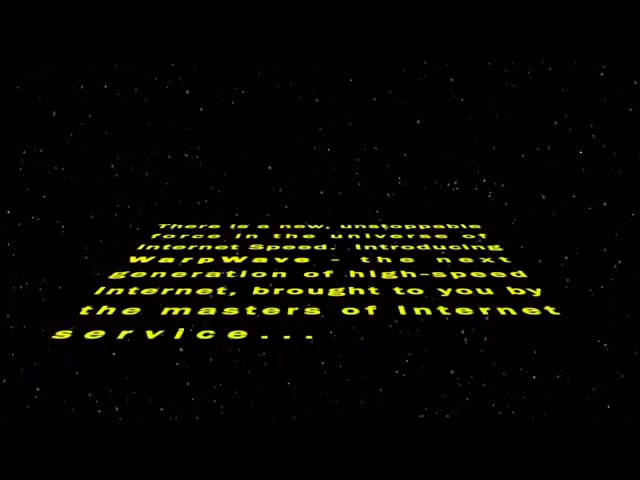 There is a new, unstoppable
force in the universe of
Internet Speed. Introducing
WarpWave - the next
generation of high-speed
Internet, brought to you by
the masters of Internet
service...